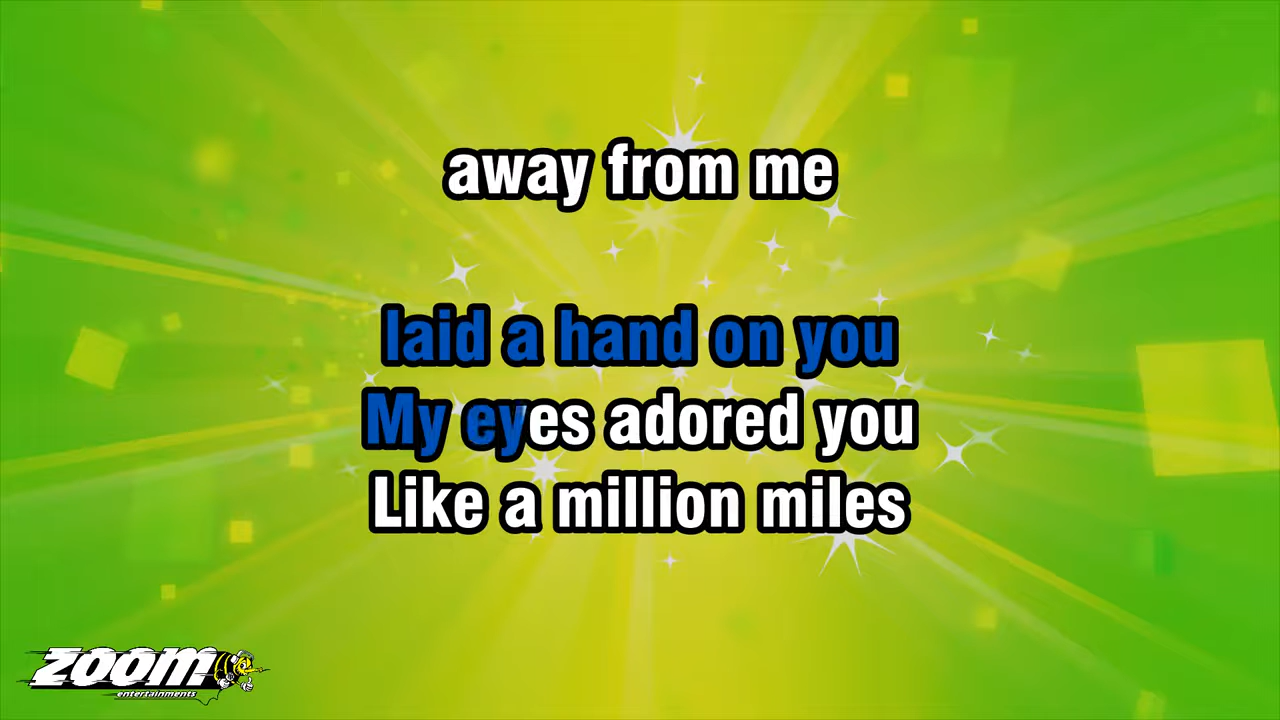 away from me
laid a hand on you
My eyes adored you
Like a million miles
ZOOM
entertainments